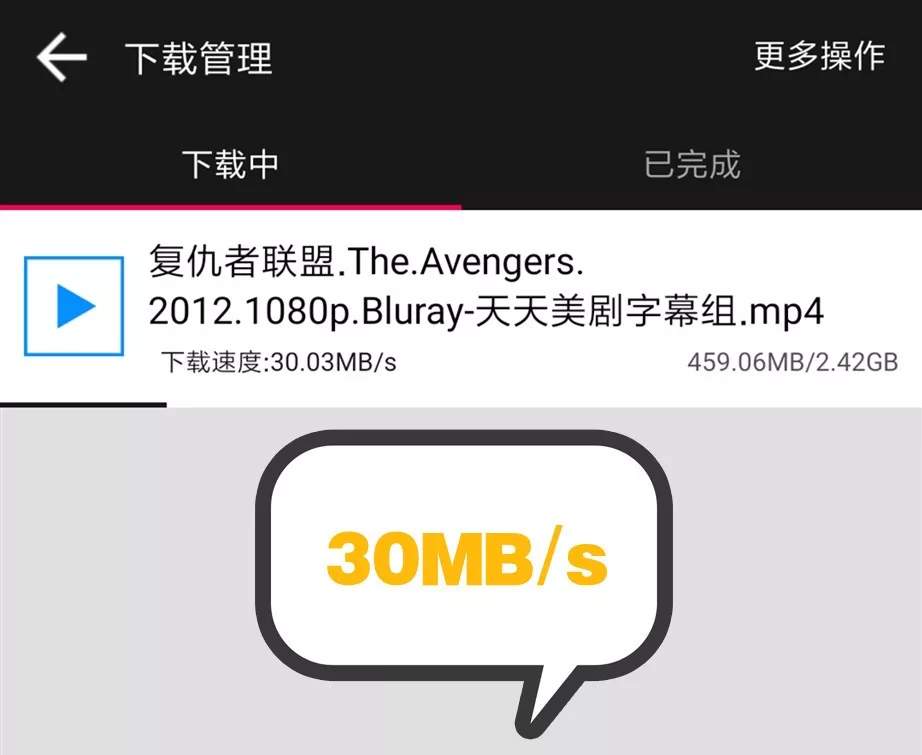 下载管理
更多操作
下载中
已完成
复仇者联盟.The.Avengers.
2012.1080p.Bluray-天天美剧字幕组.mp4
下载速度:30.03MB/s
459.06MB/2.42GB
30MB/s